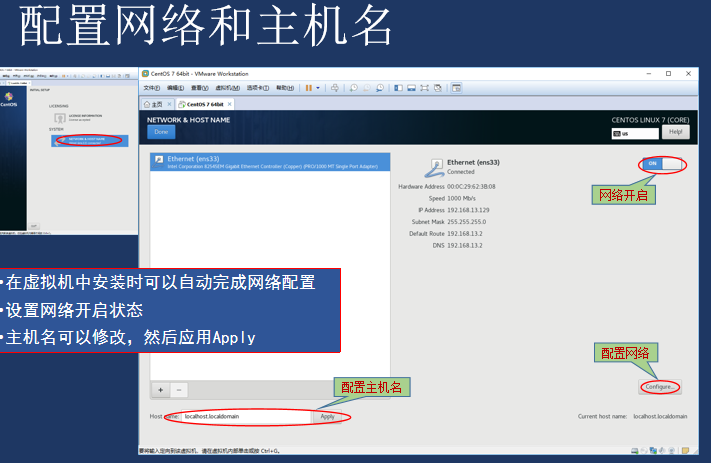 配置网络和主机名
CentOS
INITIAL SETUP
LICENSING
LICENSE INFORMATION
SYSTEM
NETWORK & HOST NAME
CentOS 7 64bit - VMware Workstation
文件(F) 编辑(E) 查看(V) 虚拟机(M) 选项卡(T) 帮助(H)
主页 CentOS 7 64bit
NETWORK & HOST NAME
CENTOS LINUX 7 (CORE)
Done
us
Help!
Ethernet (ens33)
Intel Corporation 82545EM Gigabit Ethernet Controller (Copper) (PRO/1000 MT Single Port Adapter)
Ethernet (ens33)
Connected
ON
网络开启
Hardware Address 00:0C:29:62:3B:08
Speed 1000 Mb/s
IP Address 192.168.13.129
Subnet Mask 255.255.255.0
Default Route 192.168.13.2
DNS 192.168.13.2
•在虚拟机中安装时可以自动完成网络配置
•设置网络开启状态
•主机名可以修改，然后应用Apply
配置网络
Configure...
配置主机名
+ −
Host name: localhost.localdomain Apply
Current host name: localhost.localdomain
要将输入定向到该虚拟机，请在虚拟机内部单击或按 Ctrl+G。